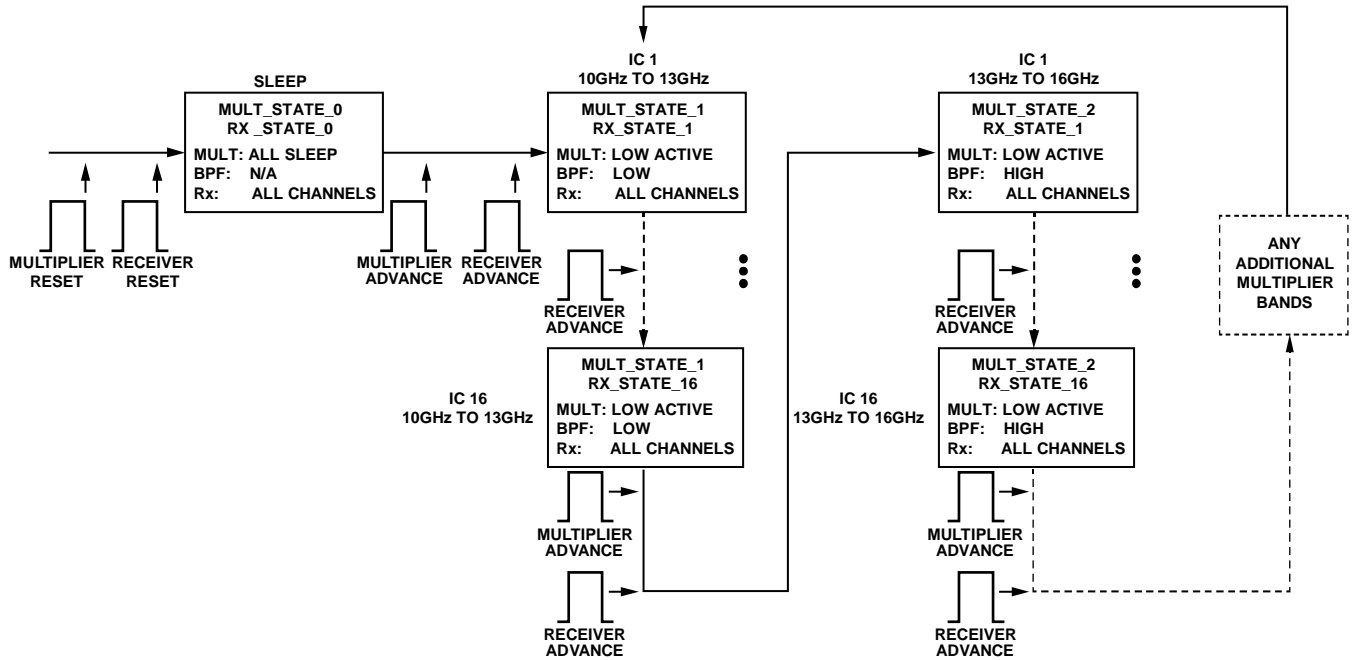 SLEEP
MULT_STATE_0
RX _STATE_0
MULT: ALL SLEEP
BPF: N/A
Rx: ALL CHANNELS
MULTIPLIER
RESET
RECEIVER
RESET
MULTIPLIER
ADVANCE
RECEIVER
ADVANCE
IC 1
10GHz TO 13GHz
MULT_STATE_1
RX_STATE_1
MULT: LOW ACTIVE
BPF: LOW
Rx: ALL CHANNELS
RECEIVER
ADVANCE
IC 16
10GHz TO 13GHz
MULT_STATE_1
RX_STATE_16
MULT: LOW ACTIVE
BPF: LOW
Rx: ALL CHANNELS
MULTIPLIER
ADVANCE
RECEIVER
ADVANCE
IC 1
13GHz TO 16GHz
MULT_STATE_2
RX_STATE_1
MULT: LOW ACTIVE
BPF: HIGH
Rx: ALL CHANNELS
RECEIVER
ADVANCE
IC 16
13GHz TO 16GHz
MULT_STATE_2
RX_STATE_16
MULT: LOW ACTIVE
BPF: HIGH
Rx: ALL CHANNELS
MULTIPLIER
ADVANCE
RECEIVER
ADVANCE
ANY
ADDITIONAL
MULTIPLIER
BANDS